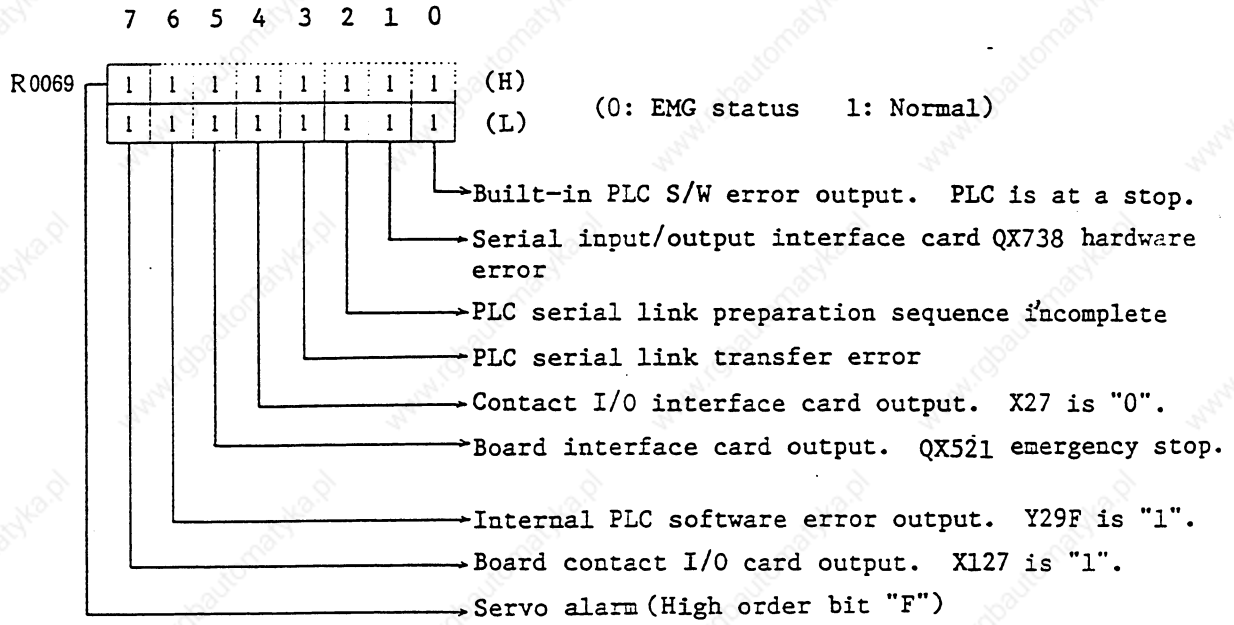 7 6 5 4 3 2 1 0
R0069 1 1 1 1 1 1 1 1 (H)
1 1 1 1 1 1 1 1 (L)
(0: EMG status 1: Normal)
Built-in PLC S/W error output. PLC is at a stop.
Serial input/output interface card QX738 hardware
error
PLC serial link preparation sequence incomplete
PLC serial link transfer error
Contact I/O interface card output. X27 is "0".
Board interface card output. QX521 emergency stop.
Internal PLC software error output. Y29F is "1".
Board contact I/O card output. X127 is "1".
Servo alarm (High order bit "F")
www.rgbautomatyka.pl